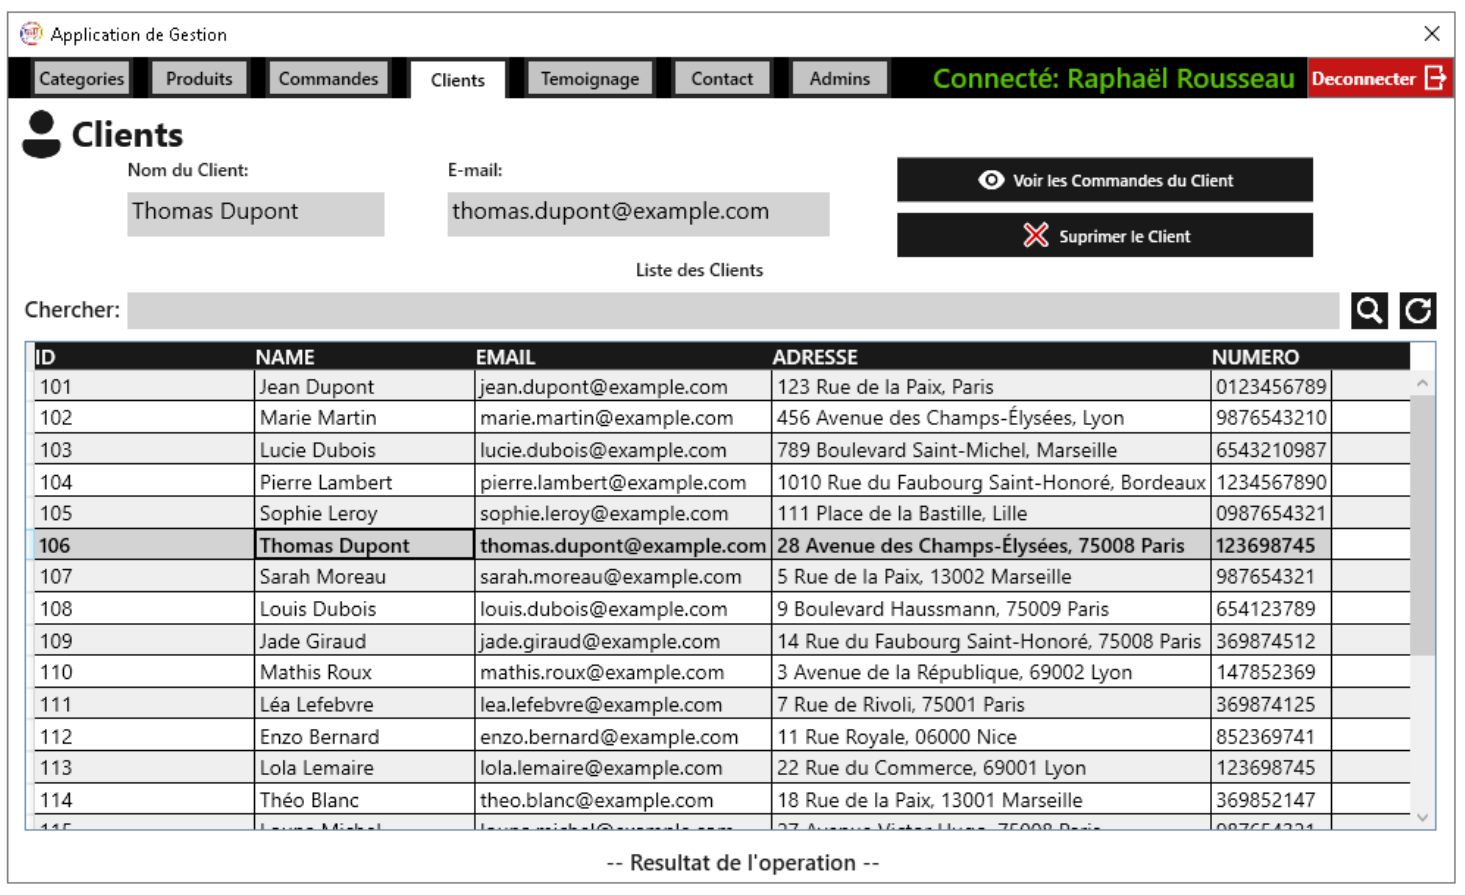 Application de Gestion
Categories Produits Commandes Clients Temoignage Contact Admins Connecté: Raphaël Rousseau Deconnecter
Clients
Nom du Client: E-mail:
Thomas Dupont thomas.dupont@example.com
Voir les Commandes du Client
Suprimer le Client
Liste des Clients
Chercher:
ID NAME EMAIL ADRESSE NUMERO
101 Jean Dupont jean.dupont@example.com 123 Rue de la Paix, Paris 0123456789
102 Marie Martin marie.martin@example.com 456 Avenue des Champs-Élysées, Lyon 9876543210
103 Lucie Dubois lucie.dubois@example.com 789 Boulevard Saint-Michel, Marseille 6543210987
104 Pierre Lambert pierre.lambert@example.com 1010 Rue du Faubourg Saint-Honoré, Bordeaux 1234567890
105 Sophie Leroy sophie.leroy@example.com 111 Place de la Bastille, Lille 0987654321
106 Thomas Dupont thomas.dupont@example.com 28 Avenue des Champs-Élysées, 75008 Paris 123698745
107 Sarah Moreau sarah.moreau@example.com 5 Rue de la Paix, 13002 Marseille 987654321
108 Louis Dubois louis.dubois@example.com 9 Boulevard Haussmann, 75009 Paris 654123789
109 Jade Giraud jade.giraud@example.com 14 Rue du Faubourg Saint-Honoré, 75008 Paris 369874512
110 Mathis Roux mathis.roux@example.com 3 Avenue de la République, 69002 Lyon 147852369
111 Léa Lefebvre lea.lefebvre@example.com 7 Rue de Rivoli, 75001 Paris 369874125
112 Enzo Bernard enzo.bernard@example.com 11 Rue Royale, 06000 Nice 852369741
113 Lola Lemaire lola.lemaire@example.com 22 Rue du Commerce, 69001 Lyon 123698745
114 Théo Blanc theo.blanc@example.com 18 Rue de la Paix, 13001 Marseille 369852147
-- Resultat de l'operation --